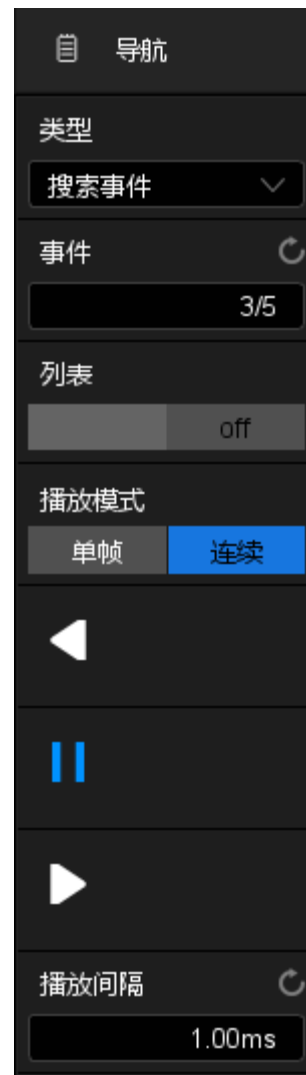 导航
类型
搜索事件
事件
3/5
列表
off
播放模式
单帧 连续
播放间隔
1.00ms